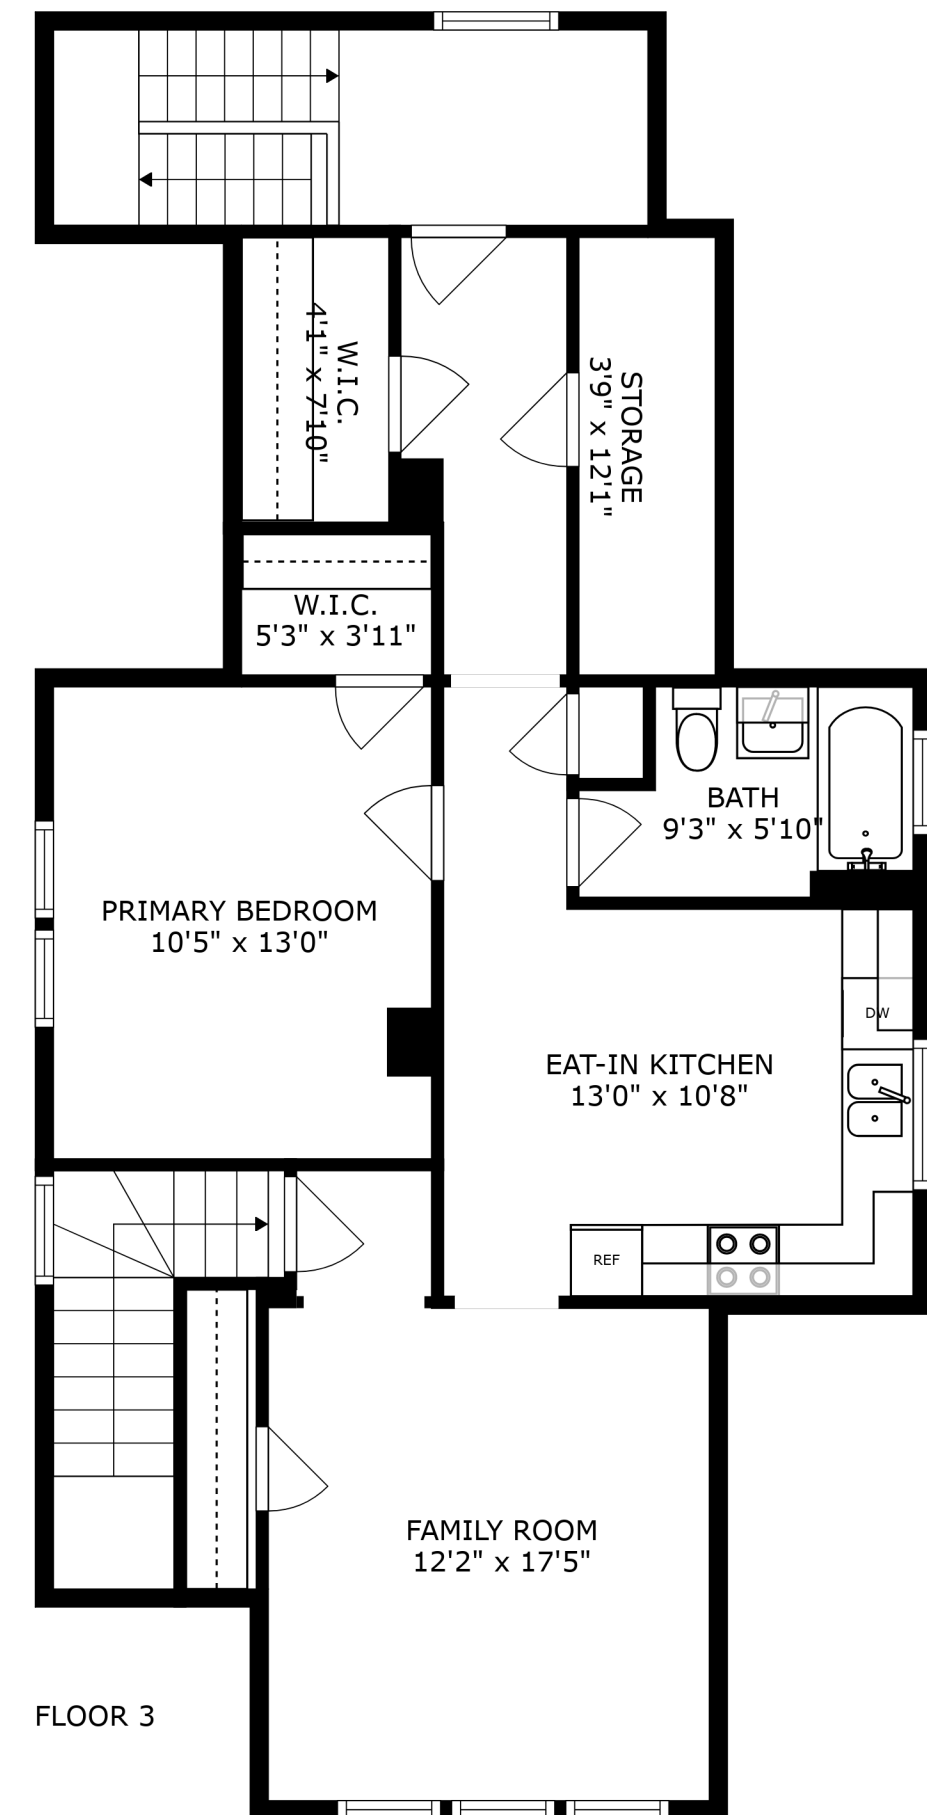 W.I.C.
4'1" x 7'10"
STORAGE
3'9" x 12'1"
W.I.C.
5'3" x 3'11"
BATH
9'3" x 5'10"
PRIMARY BEDROOM
10'5" x 13'0"
DW
EAT-IN KITCHEN
13'0" x 10'8"
REF
FAMILY ROOM
12'2" x 17'5"
FLOOR 3